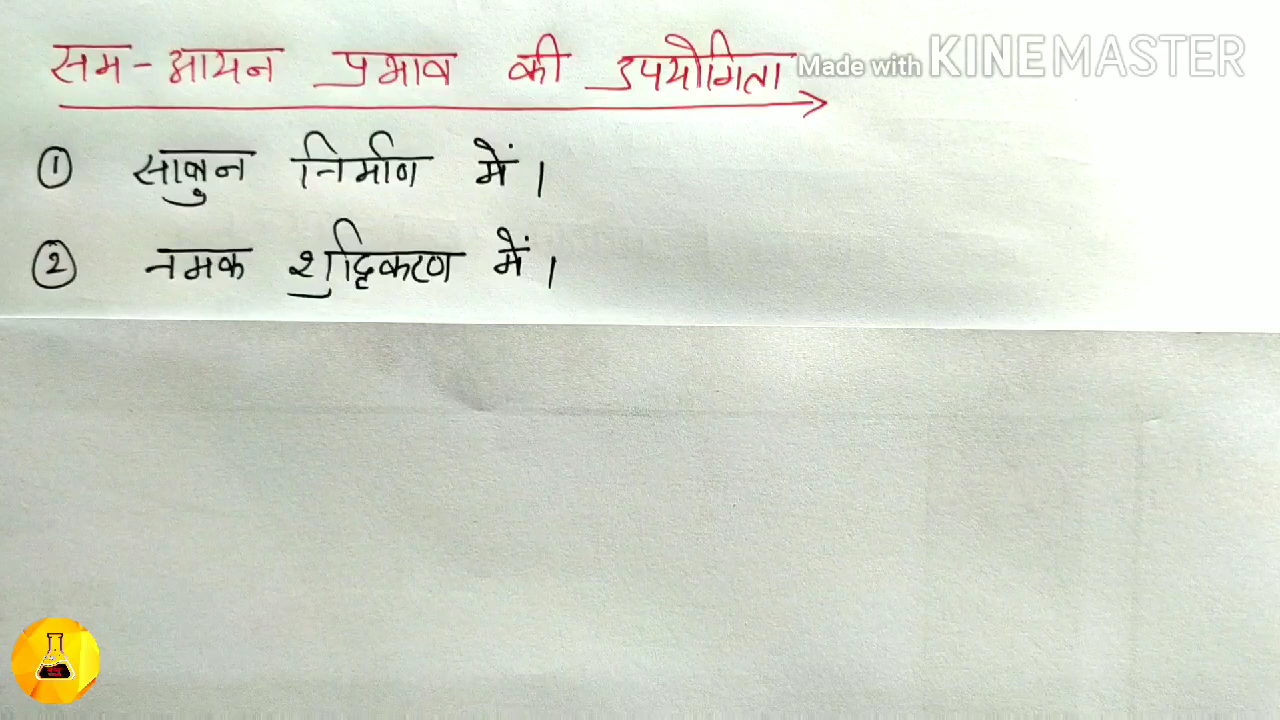 सम-आयन प्रभाव की उपयोगिता
Made with KINEMASTER
① साबुन निर्माण में।
② नमक शुद्धिकरण में।